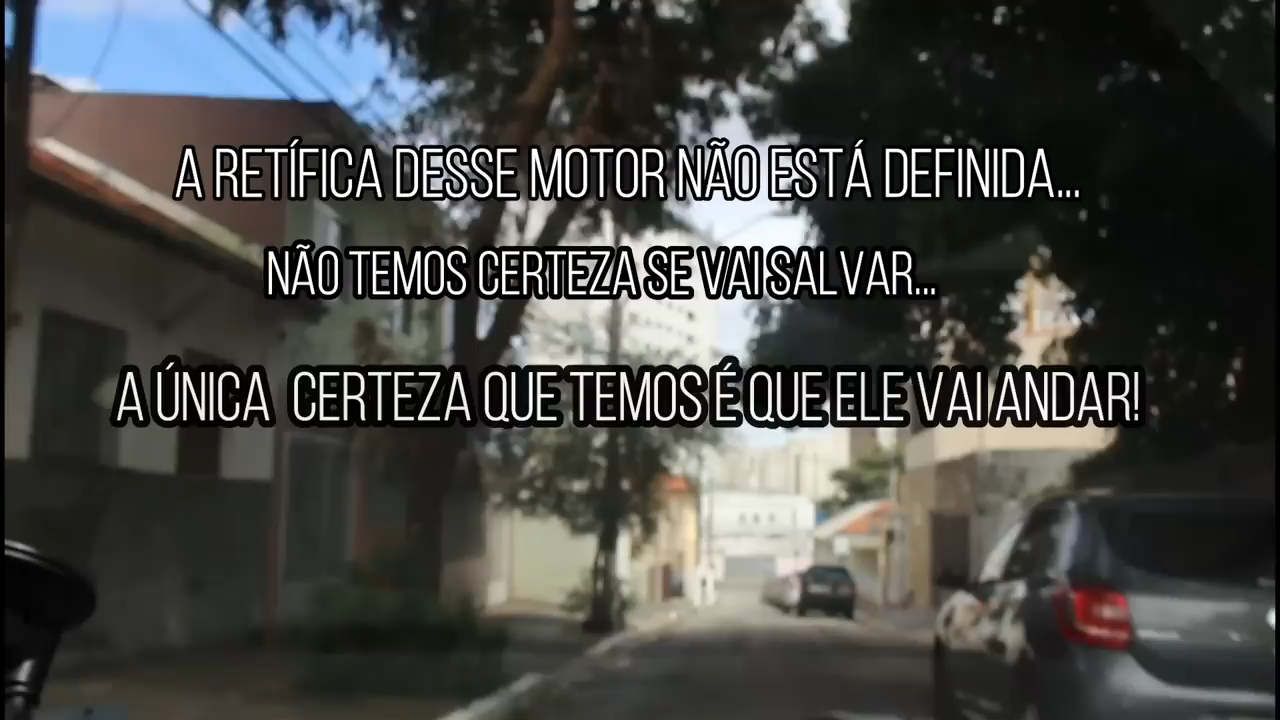 A RETÍFICA DESSE MOTOR NÃO ESTÁ DEFINIDA...
NÃO TEMOS CERTEZA SE VAI SALVAR...
A ÚNICA CERTEZA QUE TEMOS É QUE ELE VAI ANDAR!